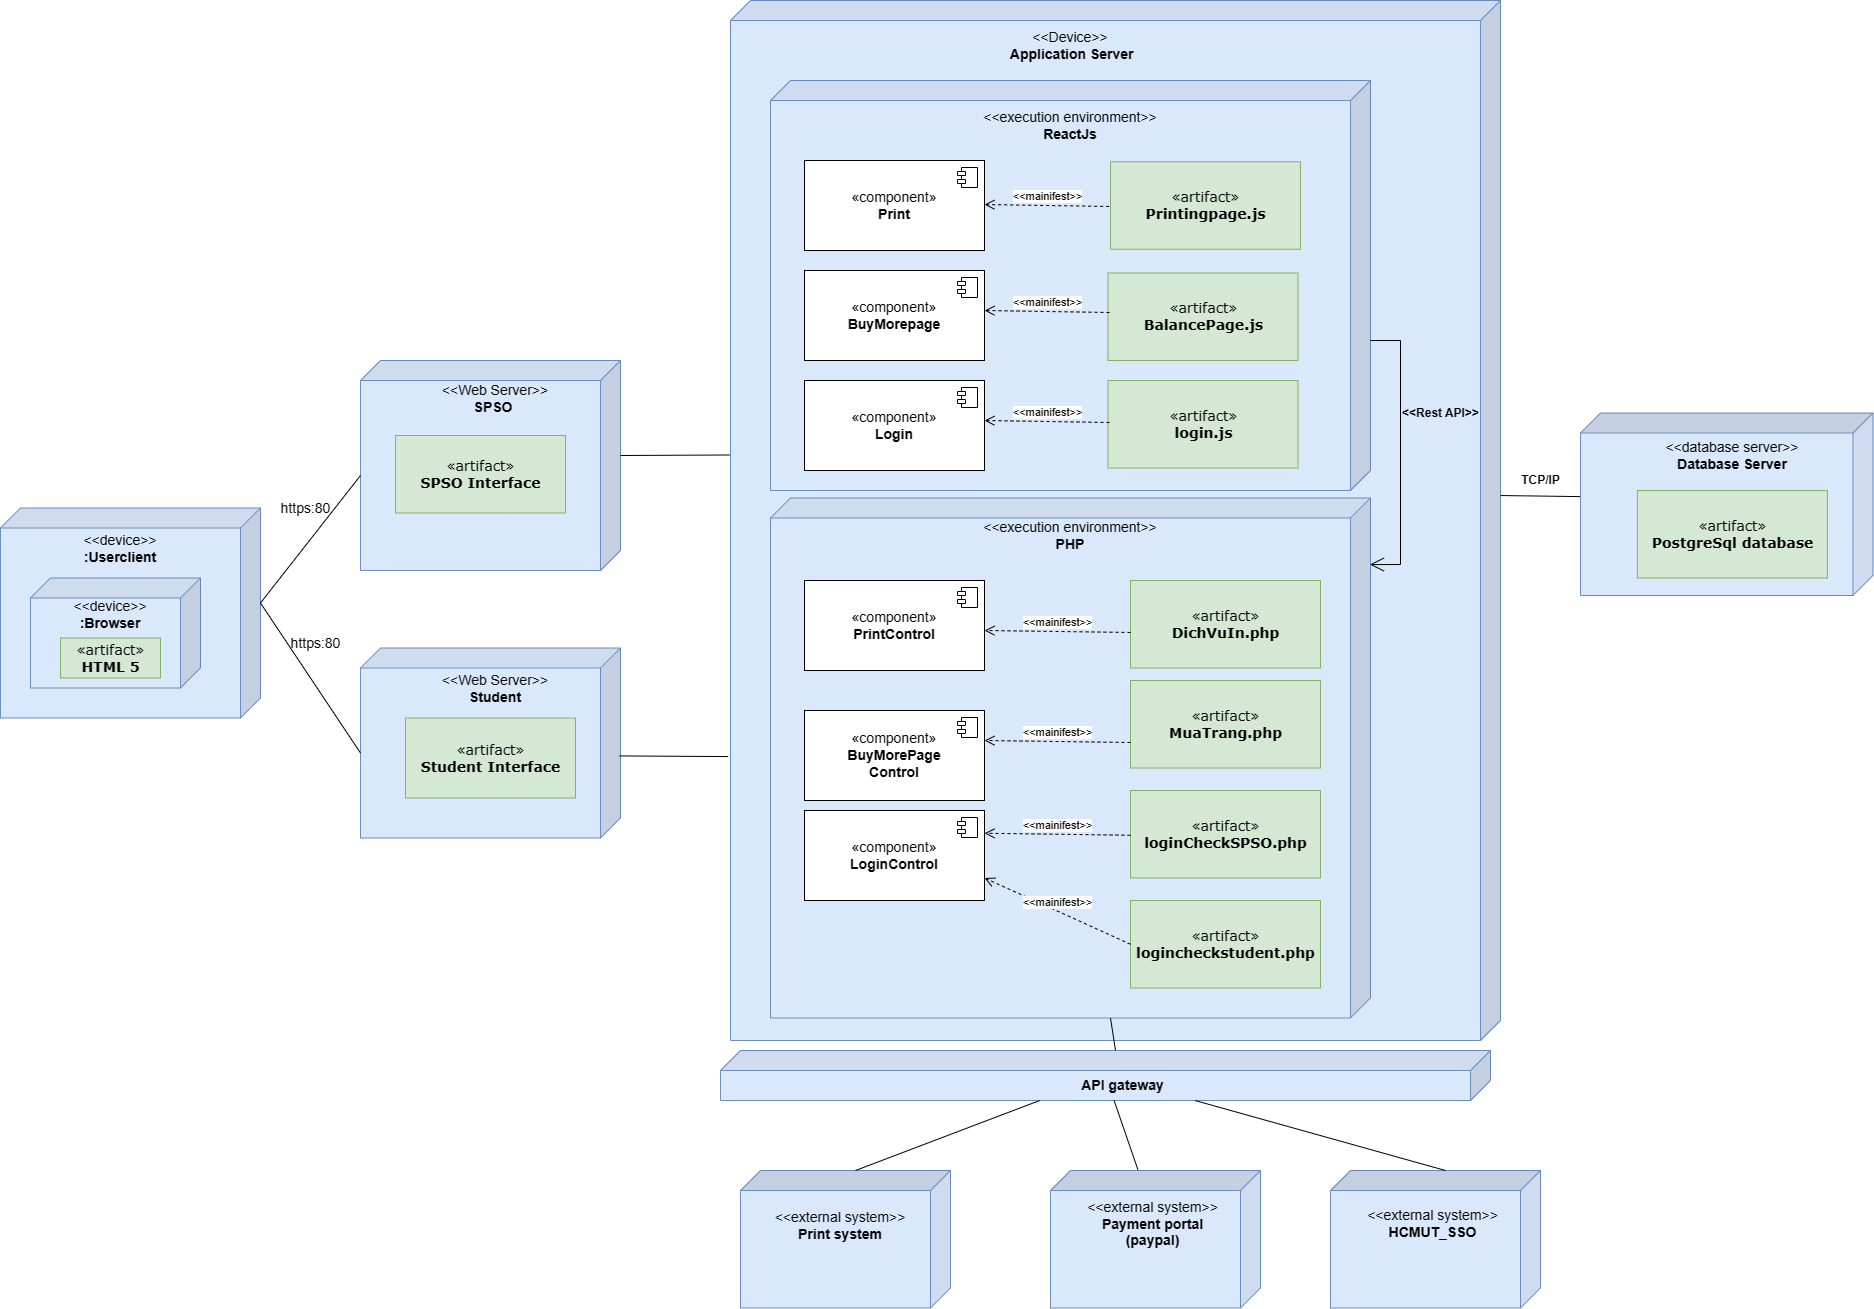 <<Device>>
Application Server
<<execution environment>>
ReactJs
«component»
Print
<<mainifest>>
«artifact»
Printingpage.js
«component»
BuyMorepage
<<mainifest>>
«artifact»
BalancePage.js
«component»
Login
<<mainifest>>
«artifact»
login.js
<<Rest API>>
<<Web Server>>
SPSO
«artifact»
SPSO Interface
https:80
<<device>>
:Userclient
<<device>>
:Browser
«artifact»
HTML 5
https:80
<<Web Server>>
Student
«artifact»
Student Interface
TCP/IP
<<database server>>
Database Server
«artifact»
PostgreSql database
<<execution environment>>
PHP
«component»
PrintControl
<<mainifest>>
«artifact»
DichVuIn.php
«component»
BuyMorePage
Control
<<mainifest>>
«artifact»
MuaTrang.php
«component»
LoginControl
<<mainifest>>
«artifact»
loginCheckSPSO.php
<<mainifest>>
«artifact»
logincheckstudent.php
API gateway
<<external system>>
Print system
<<external system>>
Payment portal
(paypal)
<<external system>>
HCMUT_SSO